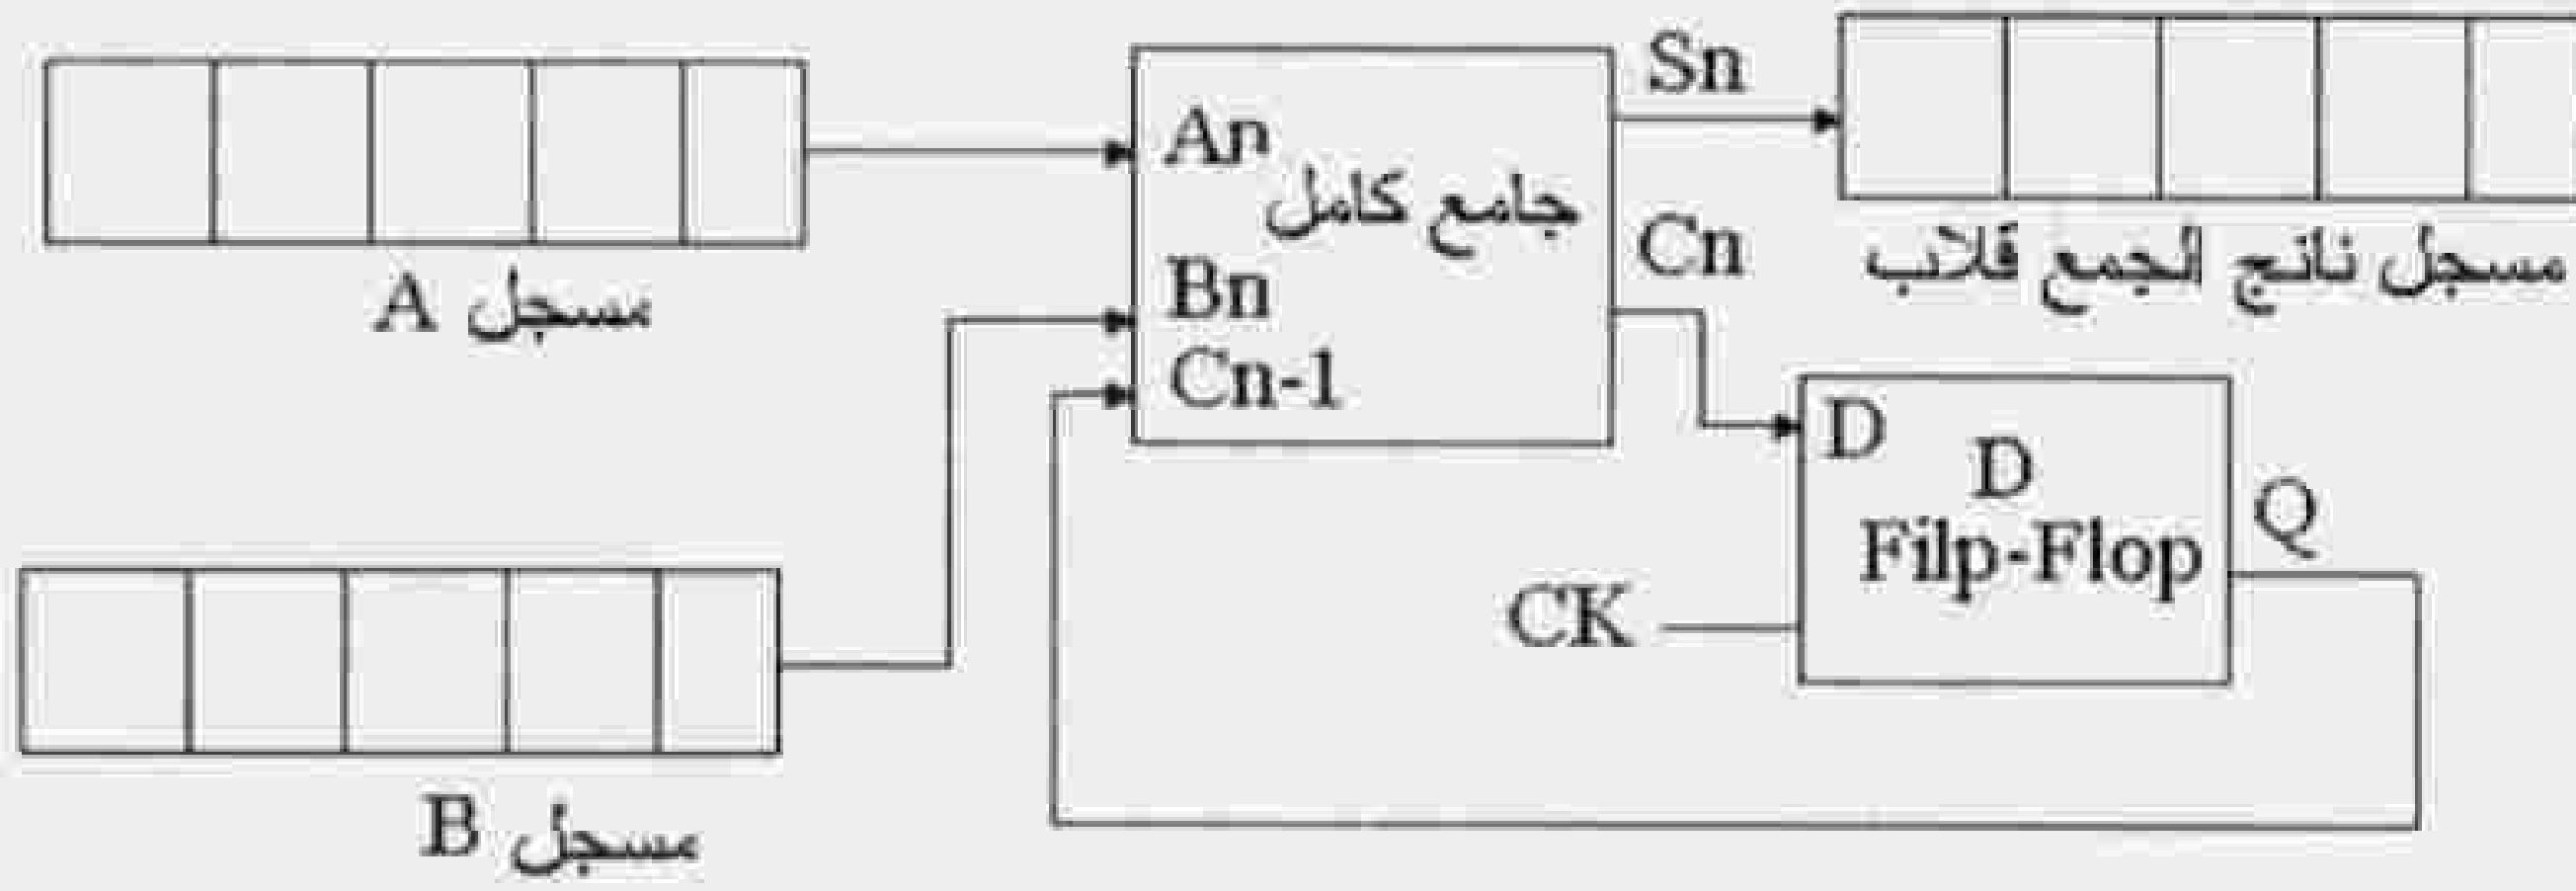 Sn
An
جامع كامل
Cn
مسجل ناتج الجمع قلاب
مسجل A
Bn
Cn-1
D
D
Filp-Flop
Q
CK
مسجل B